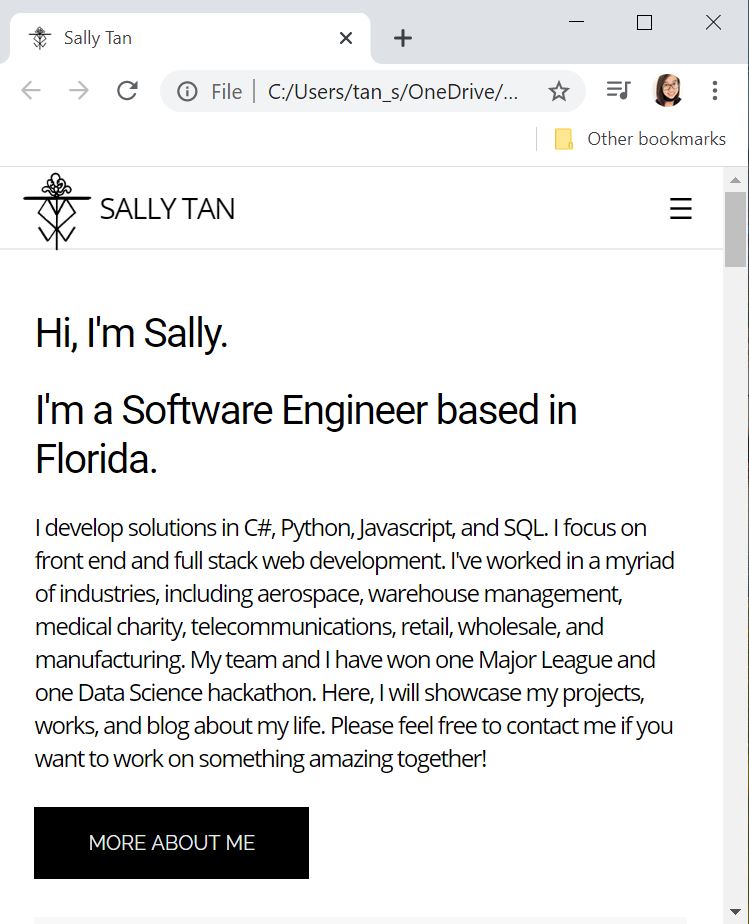 Sally Tan
File
C:/Users/tan_s/OneDrive/...
Other bookmarks
SALLY TAN
Hi, I'm Sally.
I'm a Software Engineer based in
Florida.
I develop solutions in C#, Python, Javascript, and SQL. I focus on
front end and full stack web development. I've worked in a myriad
of industries, including aerospace, warehouse management,
medical charity, telecommunications, retail, wholesale, and
manufacturing. My team and I have won one Major League and
one Data Science hackathon. Here, I will showcase my projects,
works, and blog about my life. Please feel free to contact me if you
want to work on something amazing together!
MORE ABOUT ME